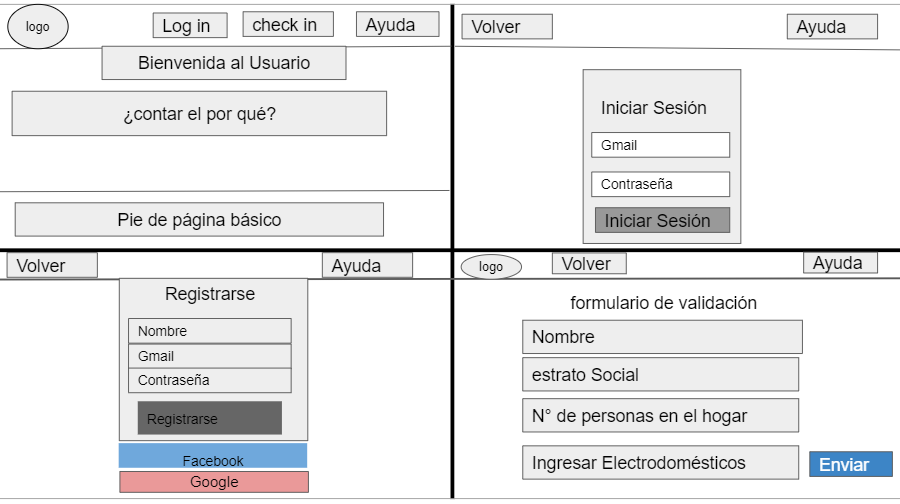 logo
Log in
check in
Ayuda
Bienvenida al Usuario
¿contar el por qué?
Pie de página básico
Volver
Ayuda
Iniciar Sesión
Gmail
Contraseña
Iniciar Sesión
Volver
Ayuda
Registrarse
Nombre
Gmail
Contraseña
Registrarse
Facebook
Google
logo
Volver
Ayuda
formulario de validación
Nombre
estrato Social
N° de personas en el hogar
Ingresar Electrodomésticos
Enviar